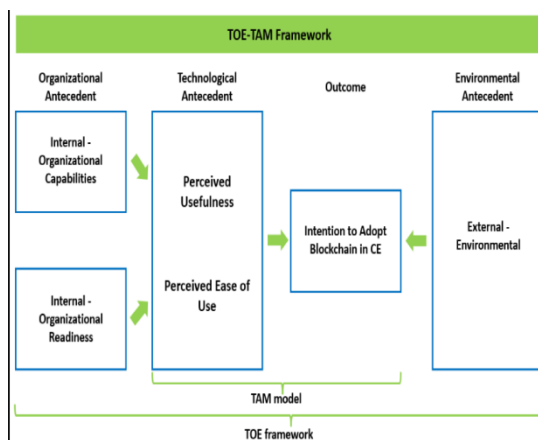 TOE-TAM Framework
Organizational
Antecedent
Technological
Antecedent
Outcome
Environmental
Antecedent
Internal -
Organizational
Capabilities
Internal -
Organizational
Readiness
Perceived
Usefulness
Perceived Ease of
Use
Intention to Adopt
Blockchain in CE
External -
Environmental
TAM model
TOE framework